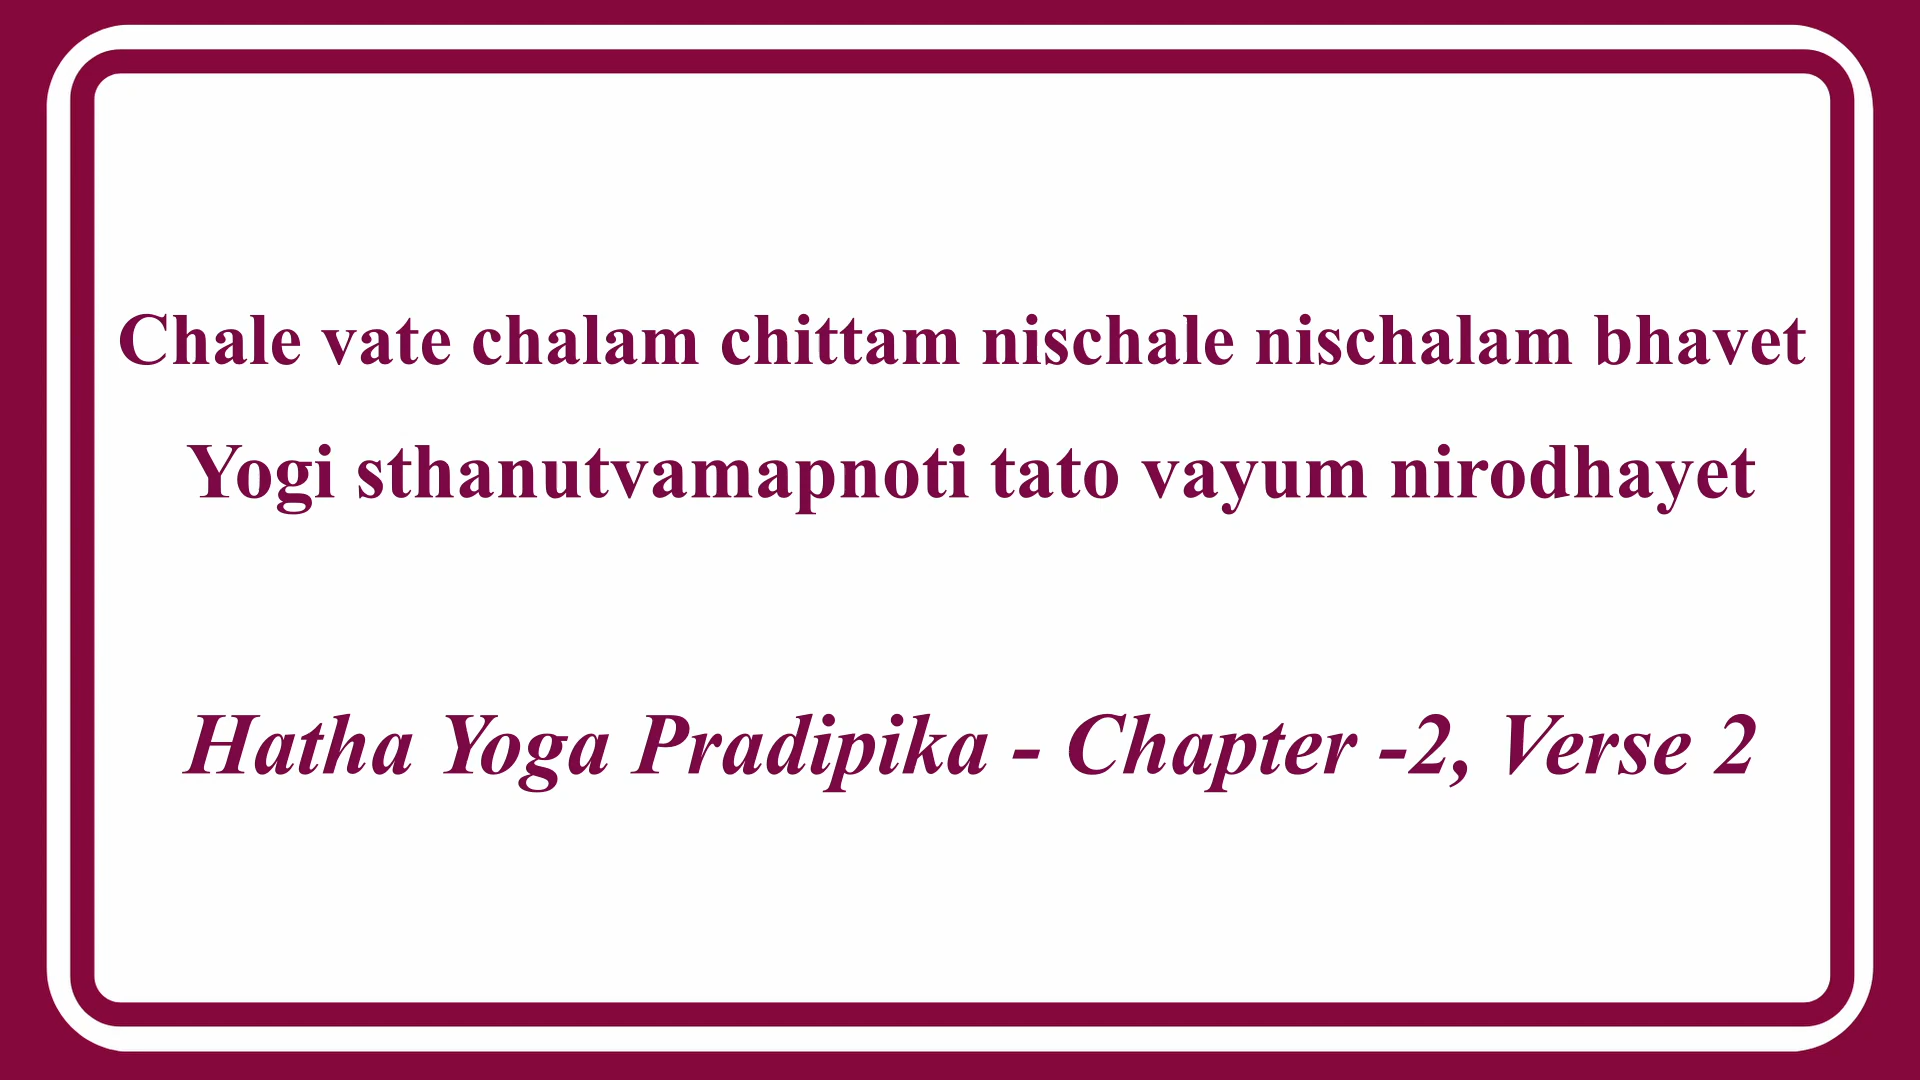 Chale vate chalam chittam nischale nischalam bhavet
Yogi sthanutvamapnoti tato vayum nirodhayet
Hatha Yoga Pradipika - Chapter -2, Verse 2